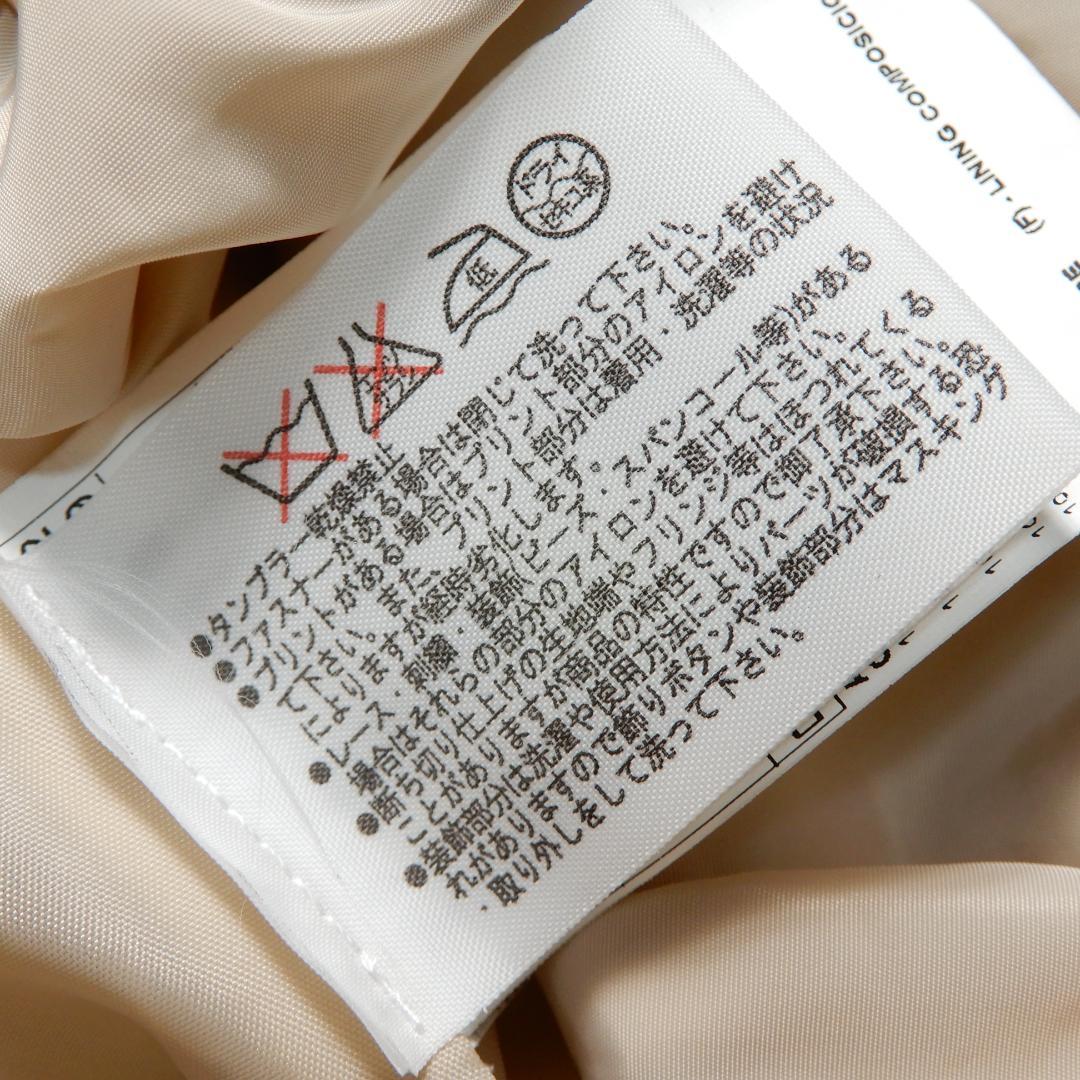 (F) - LINING COMPOSICIO
ドライ
セキユ系
低
エンソ
サラシ
●タンブラー乾燥禁止
●ファスナーがある場合は閉じて洗って下さい。
●プリントがある場合はプリント部分のアイロンを避け
て下さい。また、プリント部分は着用・洗濯等の状況
によりますが経時劣化します。
●レース・刺繍・装飾(ビーズ・スパンコール等)がある
場合はそれらの部分のアイロンを避けて下さい。
●断ち切り仕上げの生地端やフリンジ等はほつれてくる
ことがありますが商品の特性ですので御了承下さい。
●装飾部分は洗濯や使用方法によりパーツが破損する恐
れがありますので飾りボタンや装飾部分はマスキング
・取り外しをして洗って下さい。